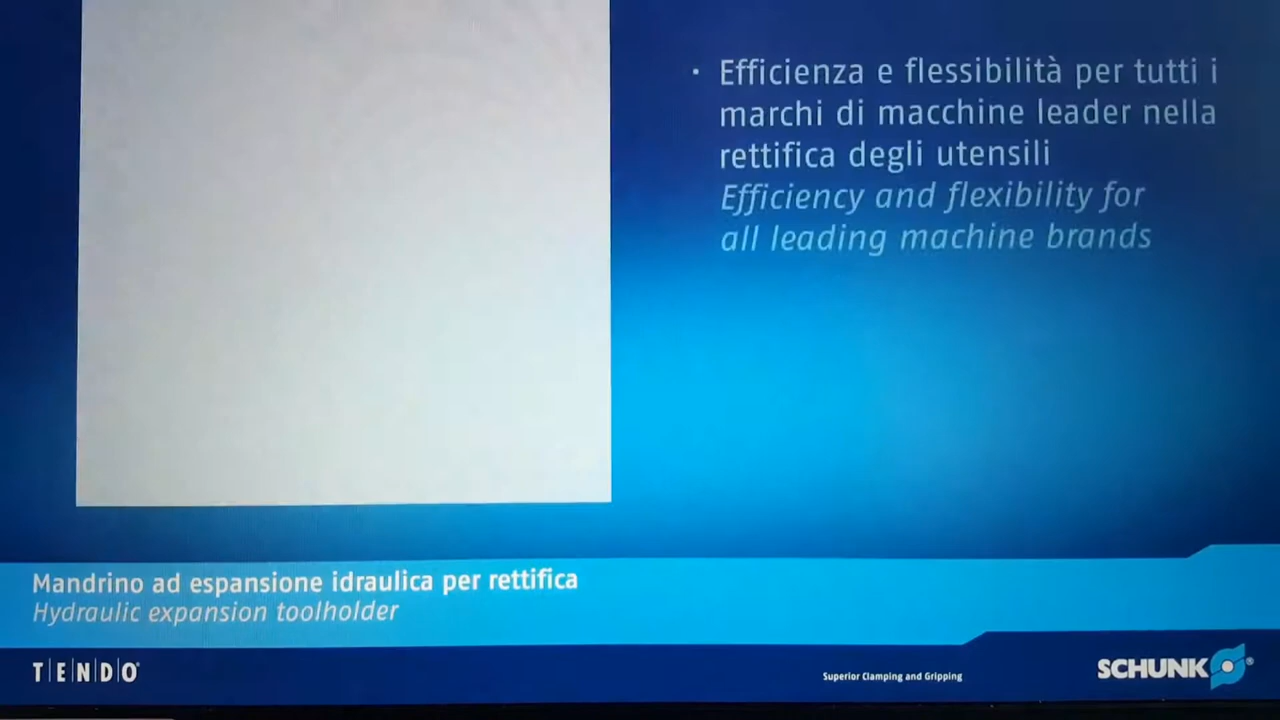 · Efficienza e flessibilità per tutti i
marchi di macchine leader nella
rettifica degli utensili
Efficiency and flexibility for
all leading machine brands
Mandrino ad espansione idraulica per rettifica
Hydraulic expansion toolholder
T|E|N|D|O®
Superior Clamping and Gripping
SCHUNK®